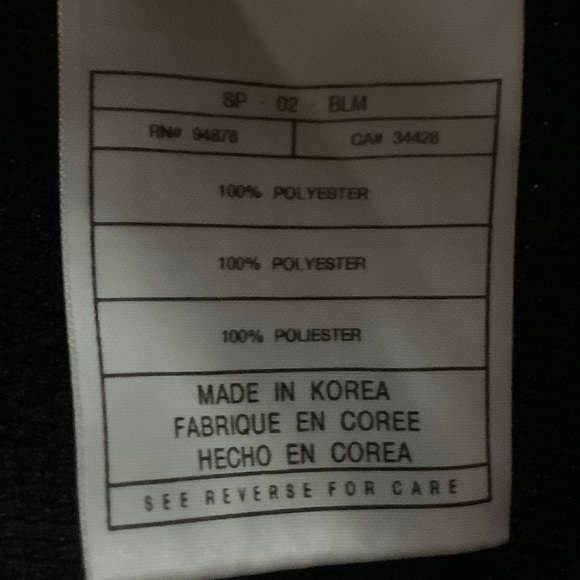 SP - 02 - BLM
RN# 94878 CA# 34428
100% POLYESTER
100% POLYESTER
100% POLIESTER
MADE IN KOREA
FABRIQUE EN COREE
HECHO EN COREA
SEE REVERSE FOR CARE